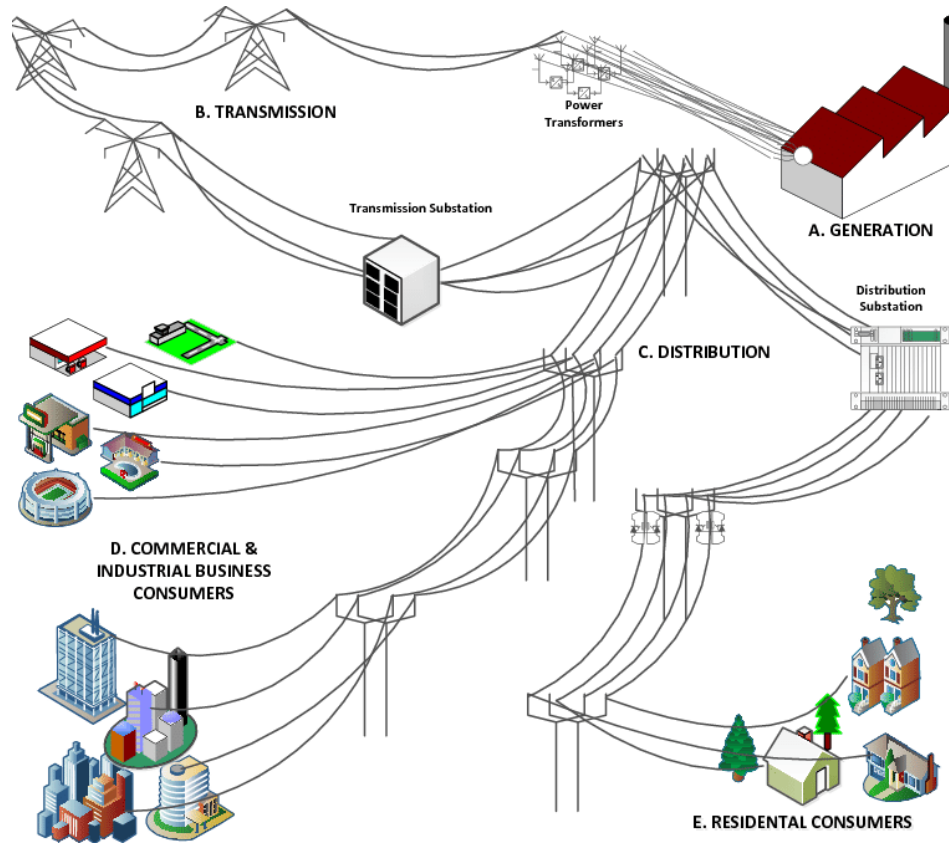 B. TRANSMISSION
Power
Transformers
Transmission Substation
A. GENERATION
Distribution
Substation
C. DISTRIBUTION
D. COMMERCIAL &
INDUSTRIAL BUSINESS
CONSUMERS
E. RESIDENTAL CONSUMERS